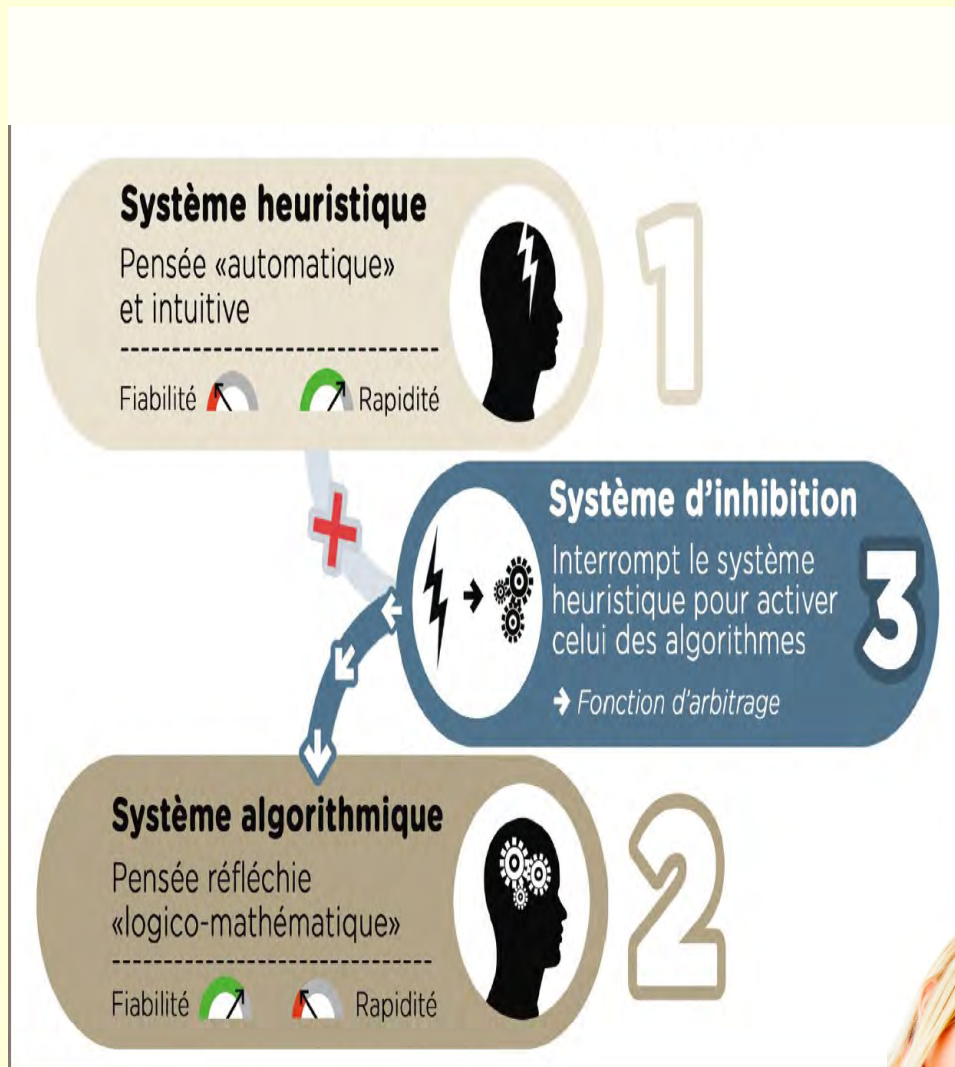 Système heuristique
Pensée «automatique»
et intuitive
Fiabilité Rapidité
1
Système d'inhibition
Interrompt le système
heuristique pour activer
celui des algorithmes
→ Fonction d'arbitrage
3
Système algorithmique
Pensée réfléchie
«logico-mathématique»
Fiabilité Rapidité
2